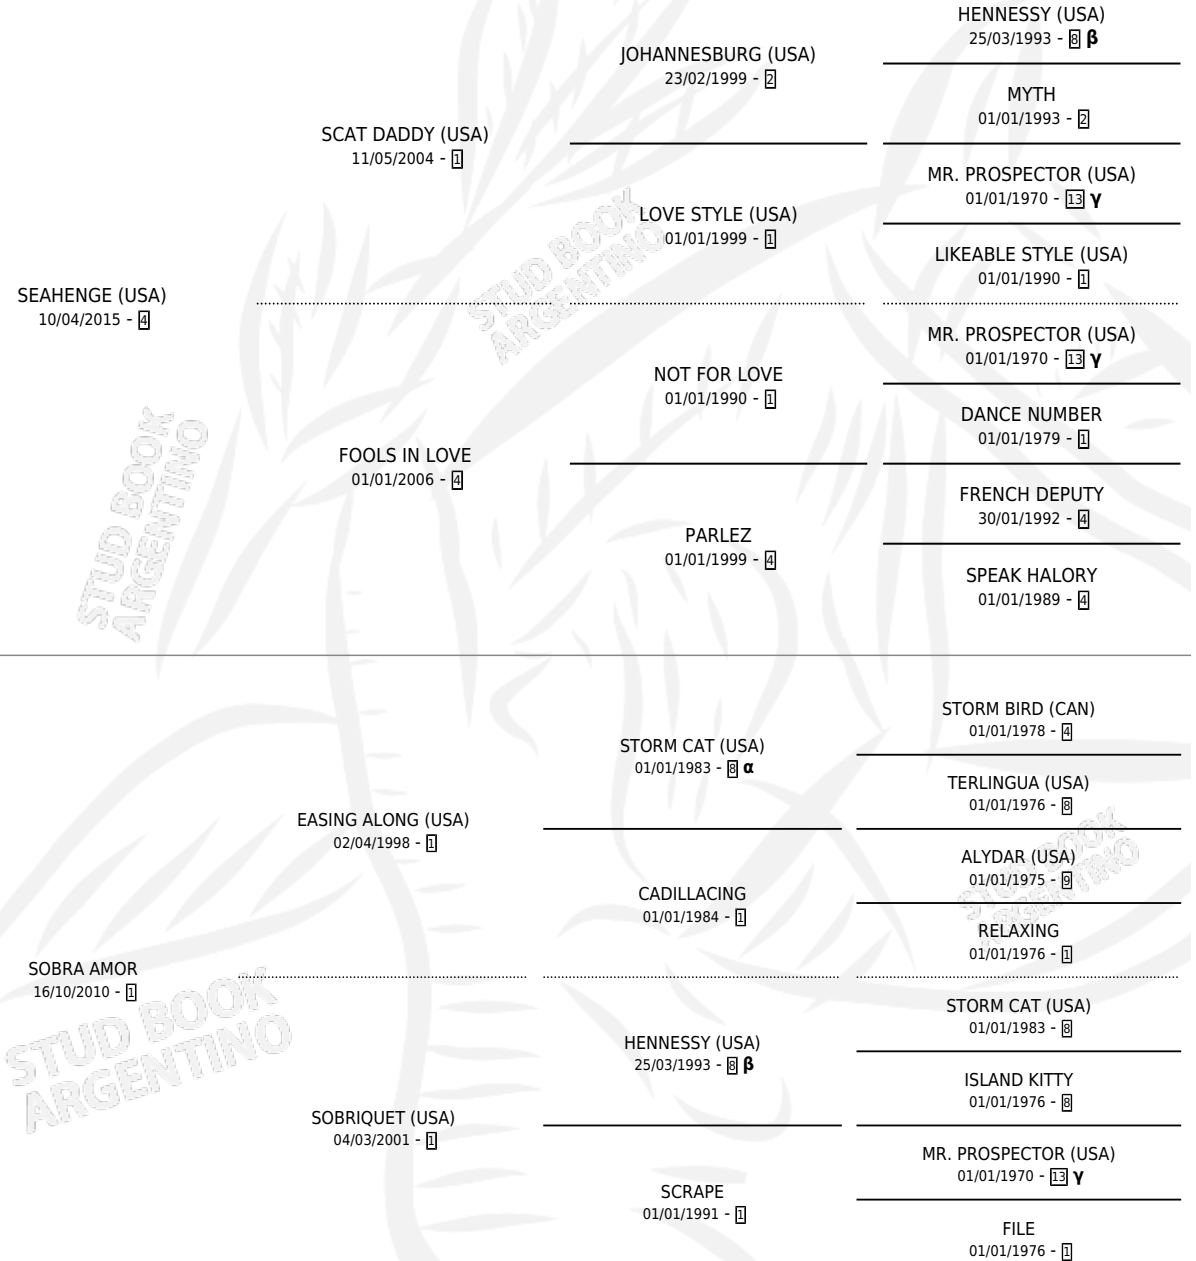 HENNESSY (USA)
25/03/1993 - 8 β
JOHANNESBURG (USA)
23/02/1999 - 2
MYTH
01/01/1993 - 2
SCAT DADDY (USA)
11/05/2004 - 1
MR. PROSPECTOR (USA)
01/01/1970 - 13 γ
LOVE STYLE (USA)
01/01/1999 - 1
LIKEABLE STYLE (USA)
01/01/1990 - 1
SEAHENGE (USA)
10/04/2015 - 4
MR. PROSPECTOR (USA)
01/01/1970 - 13 γ
NOT FOR LOVE
01/01/1990 - 1
DANCE NUMBER
01/01/1979 - 1
FOOLS IN LOVE
01/01/2006 - 4
FRENCH DEPUTY
30/01/1992 - 4
PARLEZ
01/01/1999 - 4
SPEAK HALORY
01/01/1989 - 4
STORM BIRD (CAN)
01/01/1978 - 4
STORM CAT (USA)
01/01/1983 - 8 α
TERLINGUA (USA)
01/01/1976 - 8
EASING ALONG (USA)
02/04/1998 - 1
ALYDAR (USA)
01/01/1975 - 9
CADILLACING
01/01/1984 - 1
RELAXING
01/01/1976 - 1
SOBRA AMOR
16/10/2010 - 1
STORM CAT (USA)
01/01/1983 - 8
HENNESSY (USA)
25/03/1993 - 8 β
ISLAND KITTY
01/01/1976 - 8
SOBRIQUET (USA)
04/03/2001 - 1
MR. PROSPECTOR (USA)
01/01/1970 - 13 γ
SCRAPE
01/01/1991 - 1
FILE
01/01/1976 - 1
STUD BOOK
ARGENTINO
STUD BOOK
ARGENTINO
STUD BOOK
ARGENTINO
STUD BOOK
ARGENTINO